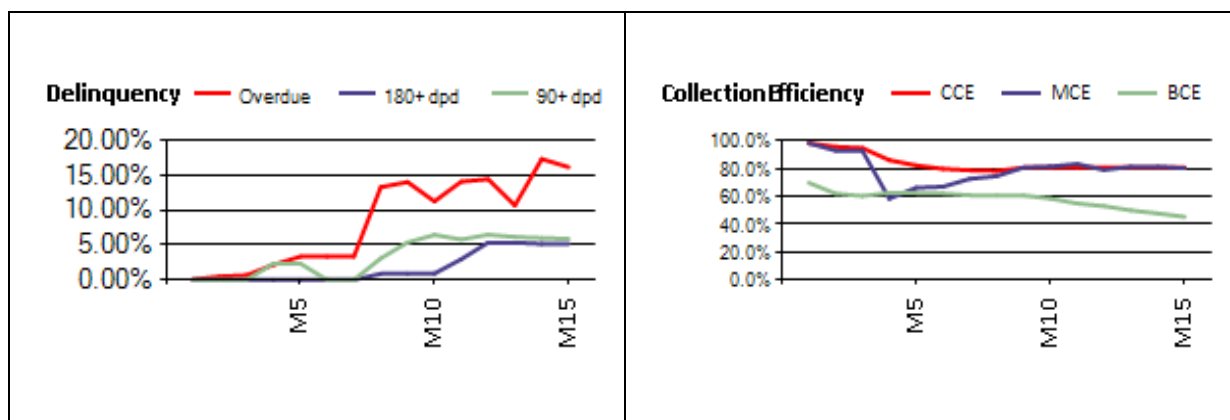 Delinquency Overdue 180+ dpd 90+ dpd
20.00%
15.00%
10.00%
5.00%
0.00%
M5
M10
M15
Collection Efficiency CCE MCE BCE
100.0%
80.0%
60.0%
40.0%
20.0%
0.0%
M5
M10
M15